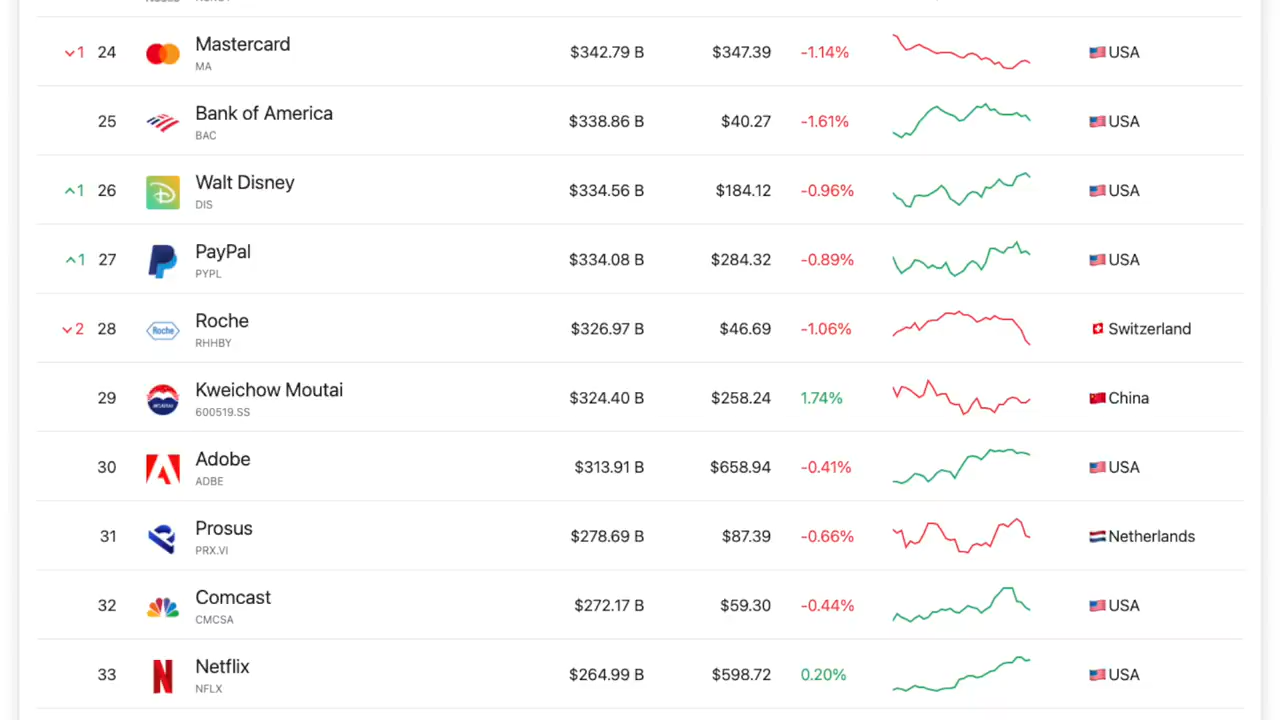 1 24 Mastercard $342.79 B $347.39 -1.14% USA
MA
25 Bank of America $338.86 B $40.27 -1.61% USA
BAC
1 26 Walt Disney $334.56 B $184.12 -0.96% USA
DIS
1 27 PayPal $334.08 B $284.32 -0.89% USA
PYPL
2 28 Roche Roche $326.97 B $46.69 -1.06% Switzerland
RHHBY
29 Kweichow Moutai $324.40 B $258.24 1.74% China
600519.SS
30 Adobe $313.91 B $658.94 -0.41% USA
ADBE
31 Prosus $278.69 B $87.39 -0.66% Netherlands
PRX.VI
32 Comcast $272.17 B $59.30 -0.44% USA
CMCSA
33 Netflix $264.99 B $598.72 0.20% USA
NFLX